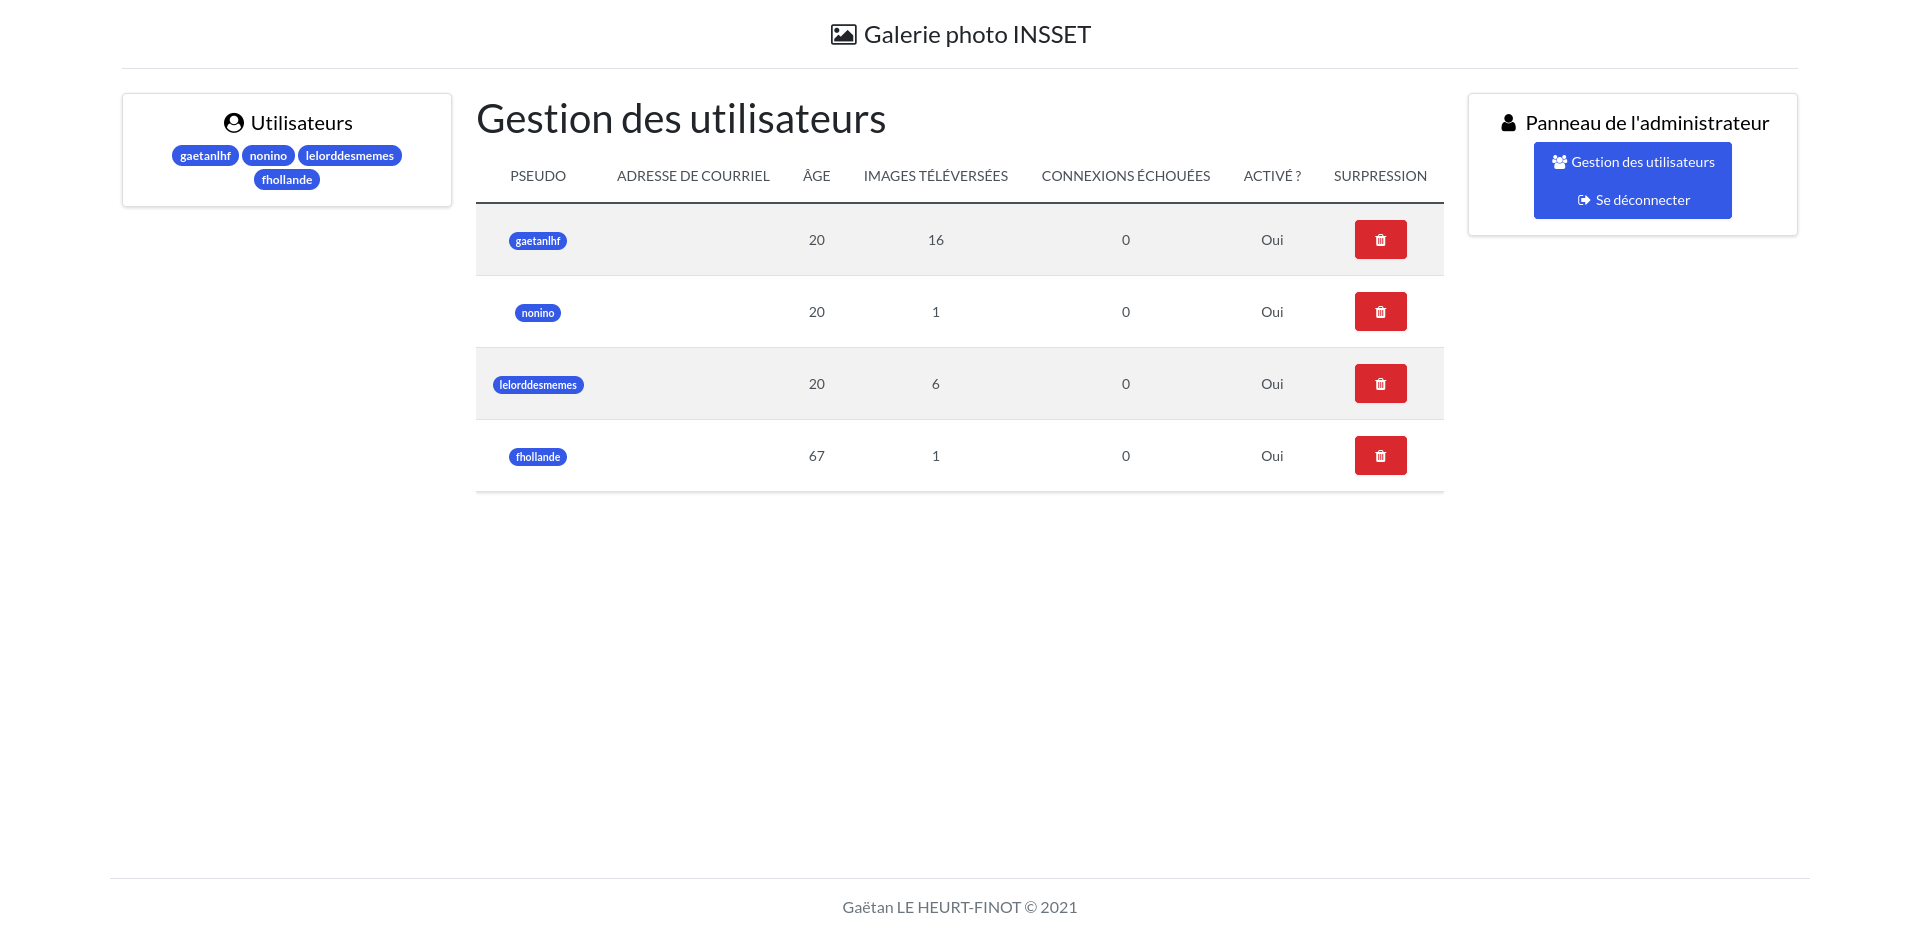 Galerie photo INSSET
Utilisateurs
gaetanlhf nonino lelorddesmemes
fhollande
Gestion des utilisateurs
PSEUDO ADRESSE DE COURRIEL ÂGE IMAGES TÉLÉVERSÉES CONNEXIONS ÉCHOUÉES ACTIVÉ ? SURPRESSION
gaetanlhf 20 16 0 Oui
nonino 20 1 0 Oui
lelorddesmemes 20 6 0 Oui
fhollande 67 1 0 Oui
Panneau de l'administrateur
Gestion des utilisateurs
Se déconnecter
Gaëtan LE HEURT-FINOT © 2021